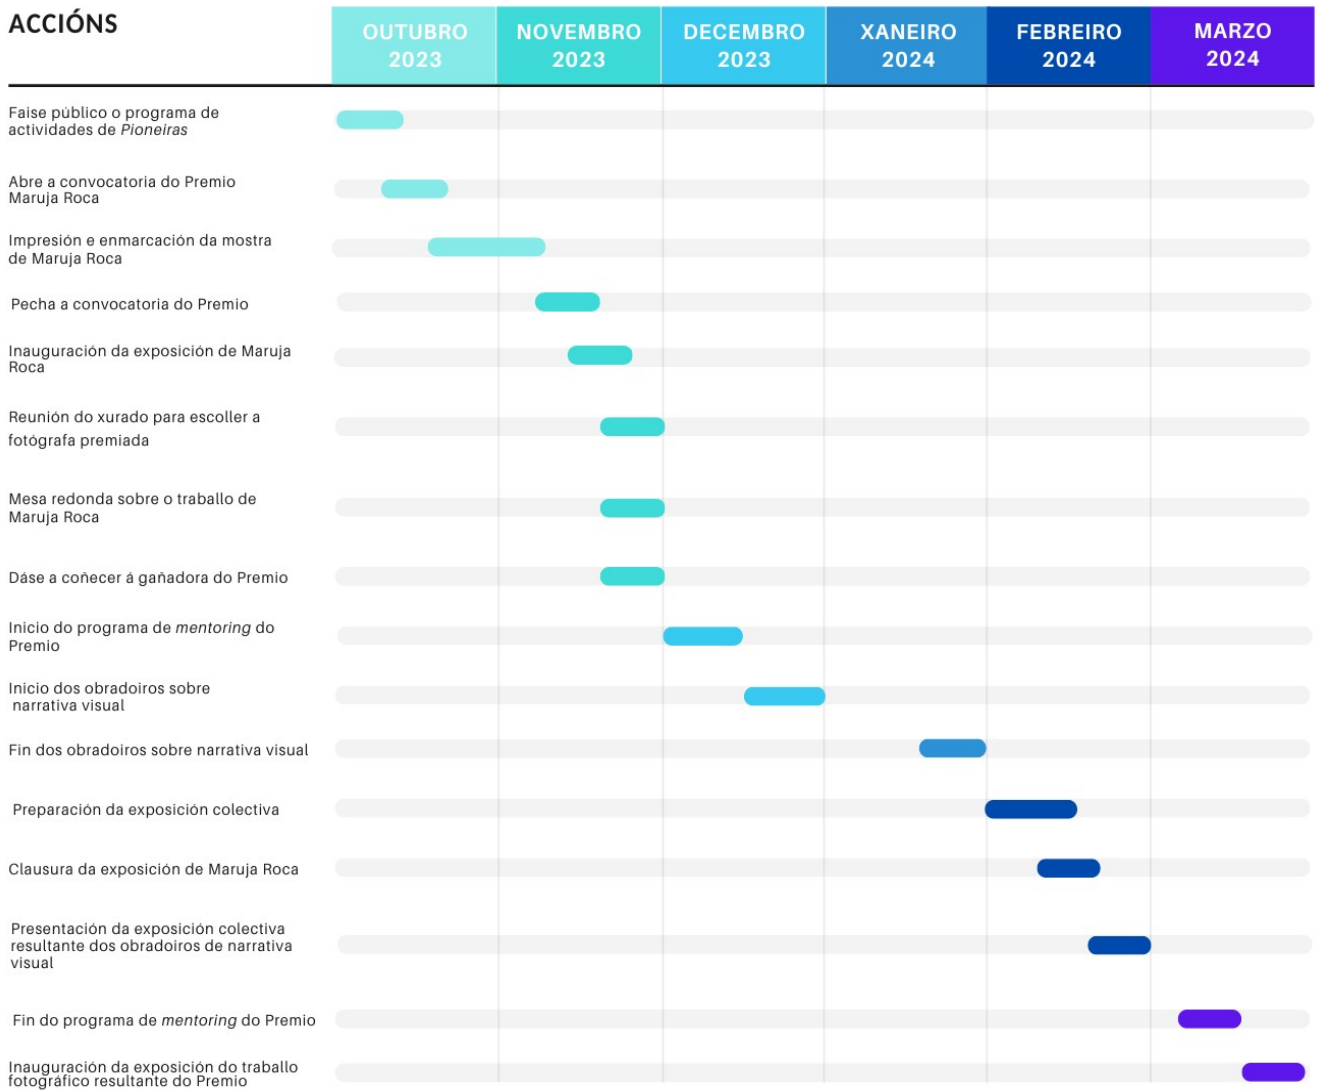 ACCIÓNS
OUTUBRO
2023
NOVEMBRO
2023
DECEMBRO
2023
XANEIRO
2024
FEBREIRO
2024
MARZO
2024
Faise público o programa de
actividades de Pioneiras
Abre a convocatoria do Premio
Maruja Roca
Impresión e enmarcación da mostra
de Maruja Roca
Pecha a convocatoria do Premio
Inauguración da exposición de Maruja
Roca
Reunión do xurado para escoller a
fotógrafa premiada
Mesa redonda sobre o traballo de
Maruja Roca
Dáse a coñecer á gañadora do Premio
Inicio do programa de mentoring do
Premio
Inicio dos obradoiros sobre
narrativa visual
Fin dos obradoiros sobre narrativa visual
Preparación da exposición colectiva
Clausura da exposición de Maruja Roca
Presentación da exposición colectiva
resultante dos obradoiros de narrativa
visual
Fin do programa de mentoring do Premio
Inauguración da exposición do traballo
fotográfico resultante do Premio